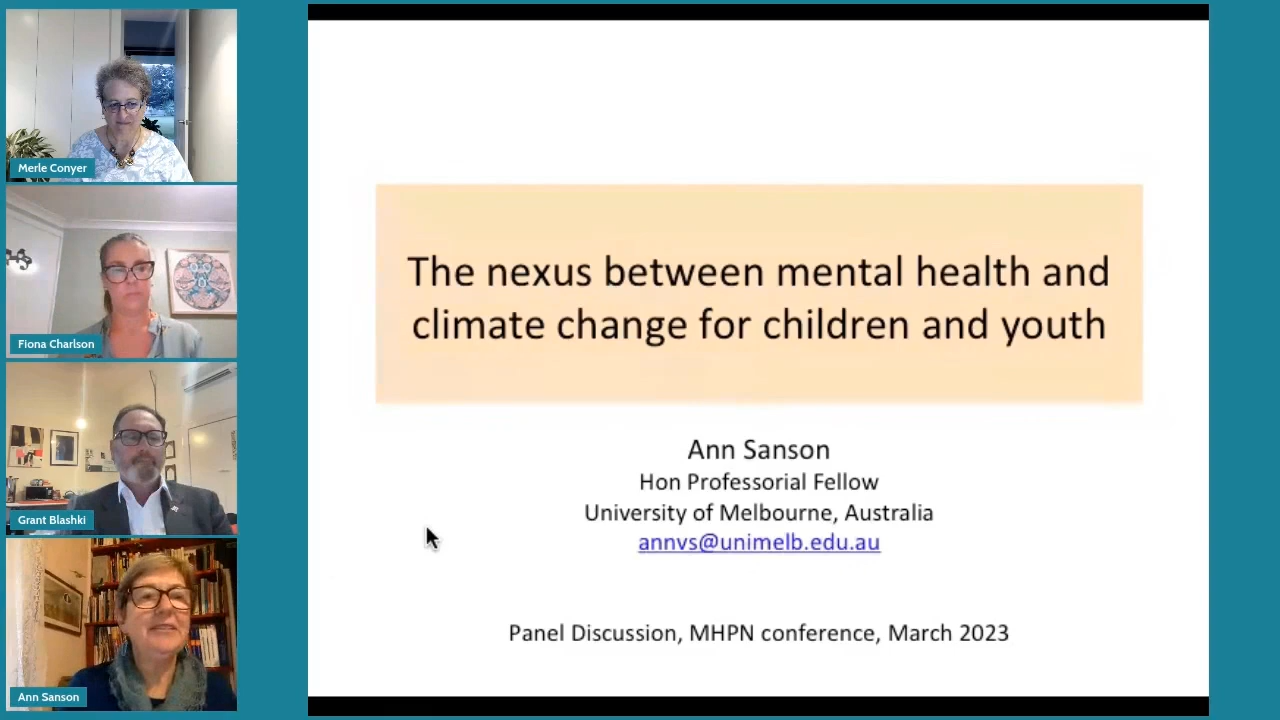 Merle Conyer
Fiona Charlson
Grant Blashki
Ann Sanson
The nexus between mental health and
climate change for children and youth
Ann Sanson
Hon Professorial Fellow
University of Melbourne, Australia
annvs@unimelb.edu.au
Panel Discussion, MHPN conference, March 2023